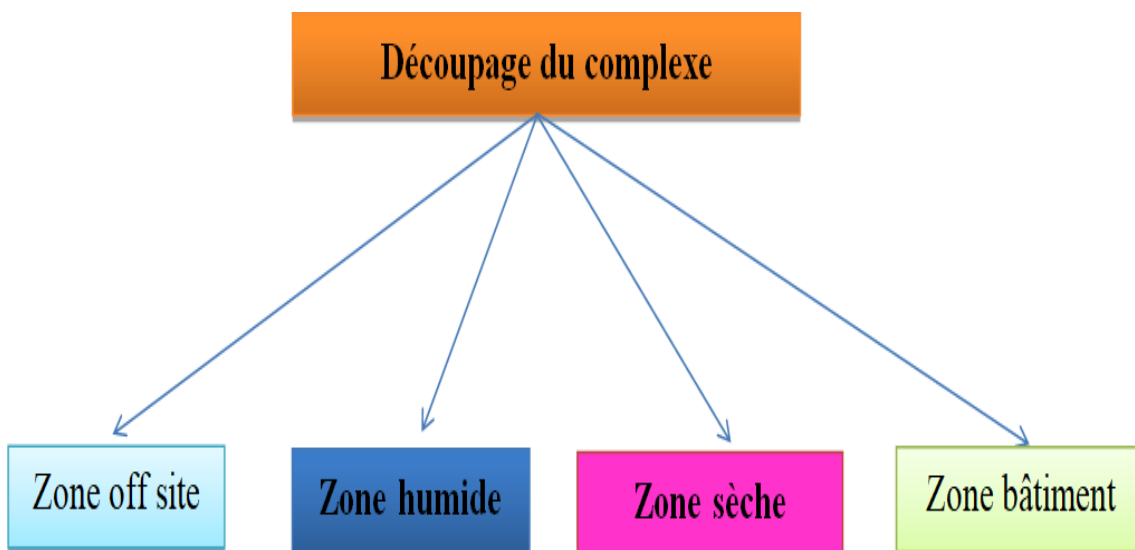 Découpage du complexe
Zone off site
Zone humide
Zone sèche
Zone bâtiment